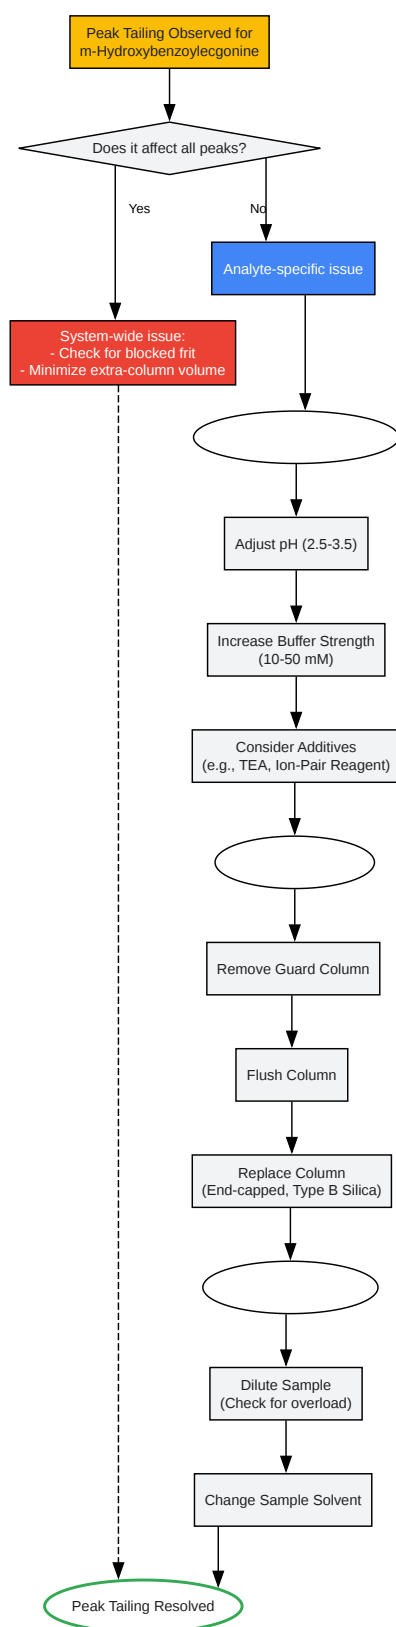 Peak Tailing Observed for
m-Hydroxybenzoylecgonine
Does it affect all peaks?
Yes
No
Analyte-specific issue
System-wide issue:
- Check for blocked frit
- Minimize extra-column volume
Adjust pH (2.5-3.5)
Increase Buffer Strength
(10-50 mM)
Consider Additives
(e.g., TEA, Ion-Pair Reagent)
Remove Guard Column
Flush Column
Replace Column
(End-capped, Type B Silica)
Dilute Sample
(Check for overload)
Change Sample Solvent
Peak Tailing Resolved